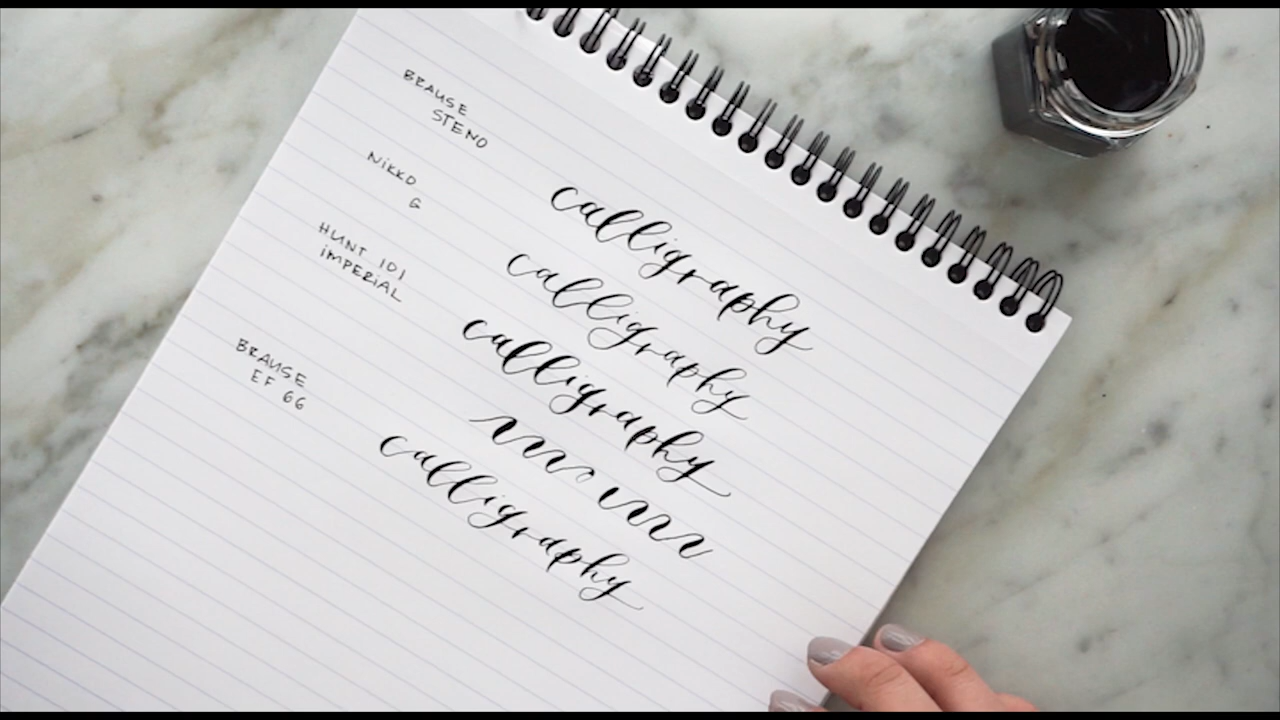 BRAUSE
STENO
calligraphy
NIKKO
G
calligraphy
HUNT 101
IMPERIAL
calligraphy
BRAUSE
EF 66
calligraphy